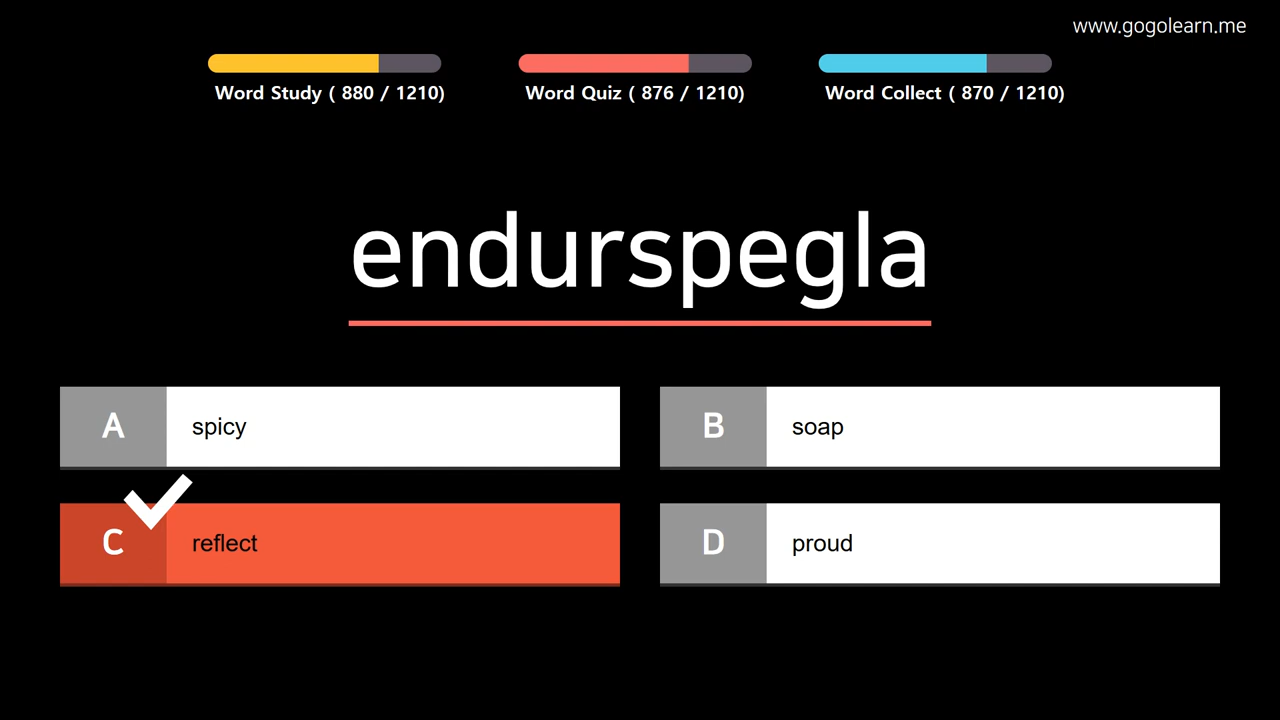 www.gogolearn.me
Word Study ( 880 / 1210)
Word Quiz ( 876 / 1210)
Word Collect ( 870 / 1210)
endurspegla
A spicy
B soap
C reflect
D proud